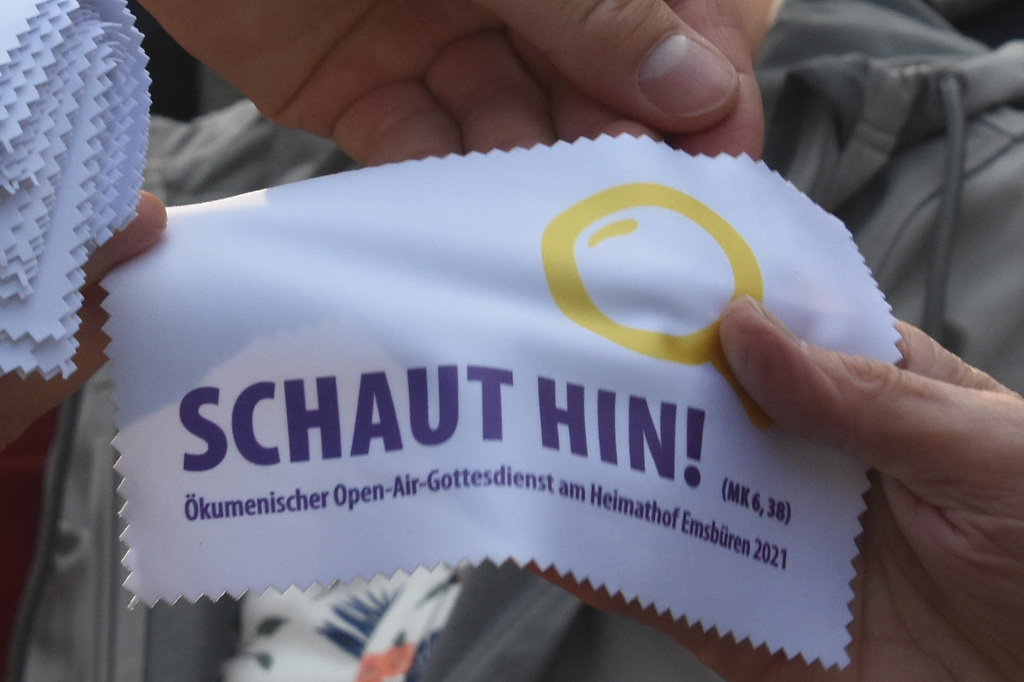 SCHAUT HIN!
(MK 6, 38)
Ökumenischer Open-Air-Gottesdienst am Heimathof Emsbüren 2021